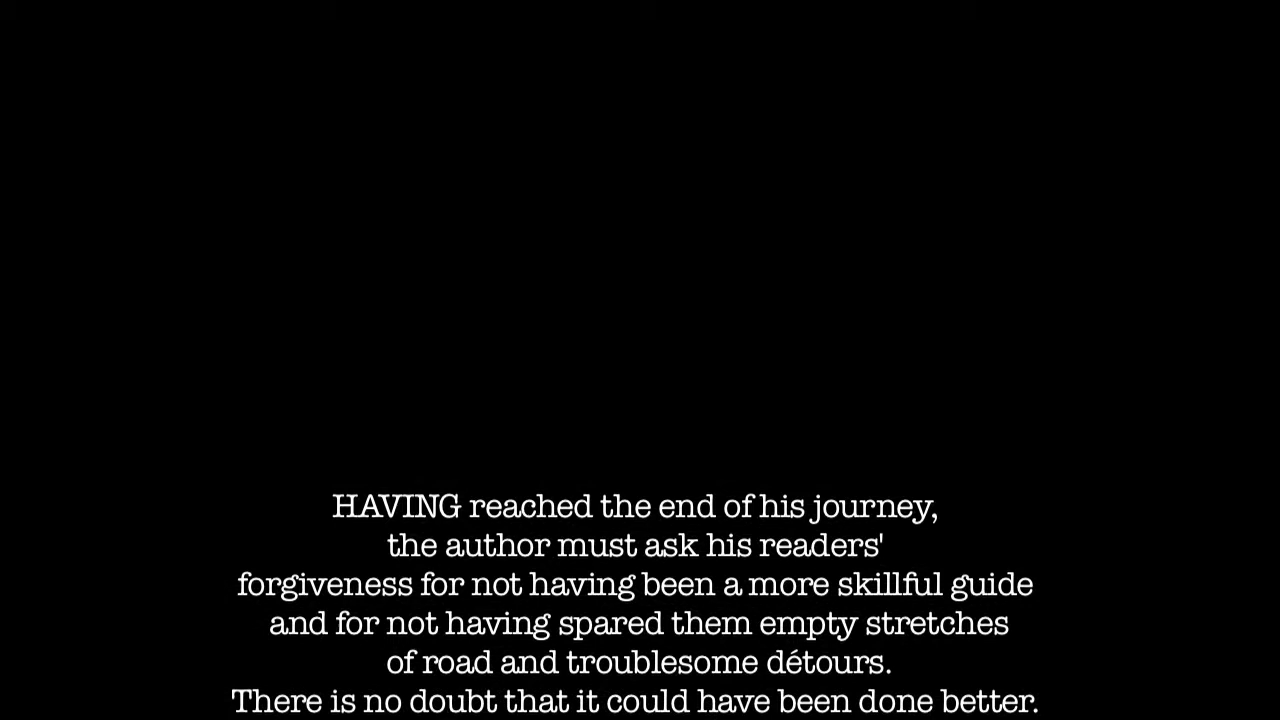 HAVING reached the end of his journey,
the author must ask his readers'
forgiveness for not having been a more skillful guide
and for not having spared them empty stretches
of road and troublesome détours.
There is no doubt that it could have been done better.